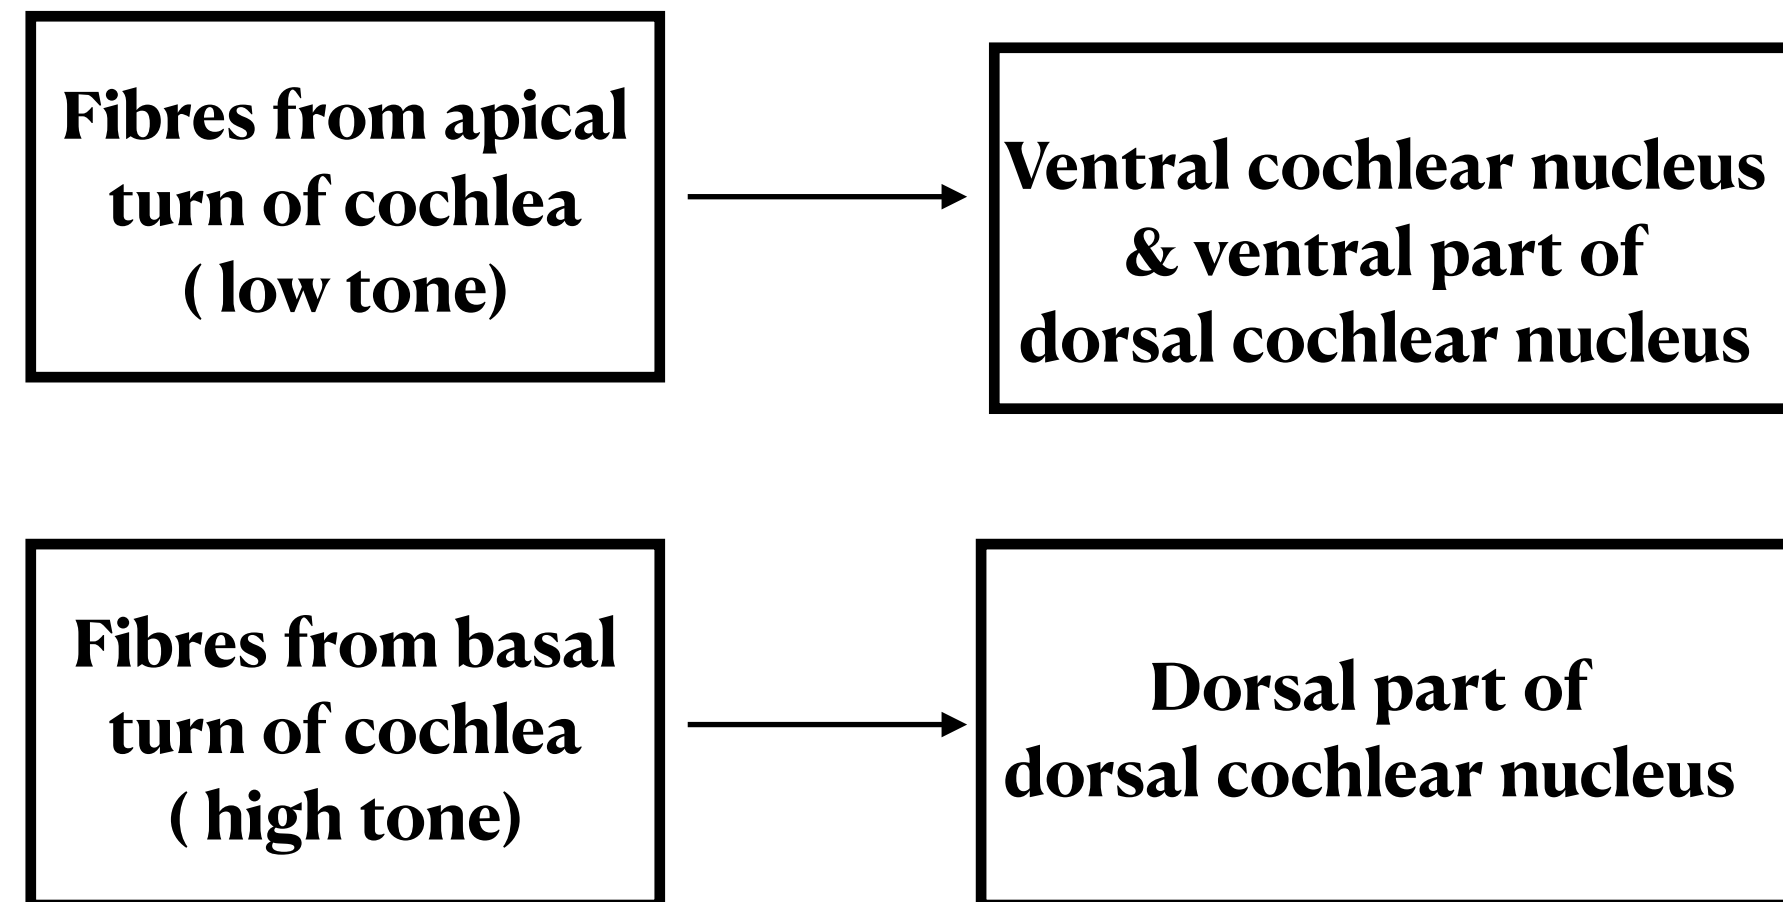 Fibres from apical
turn of cochlea
( low tone)
Ventral cochlear nucleus
& ventral part of
dorsal cochlear nucleus
Fibres from basal
turn of cochlea
( high tone)
Dorsal part of
dorsal cochlear nucleus